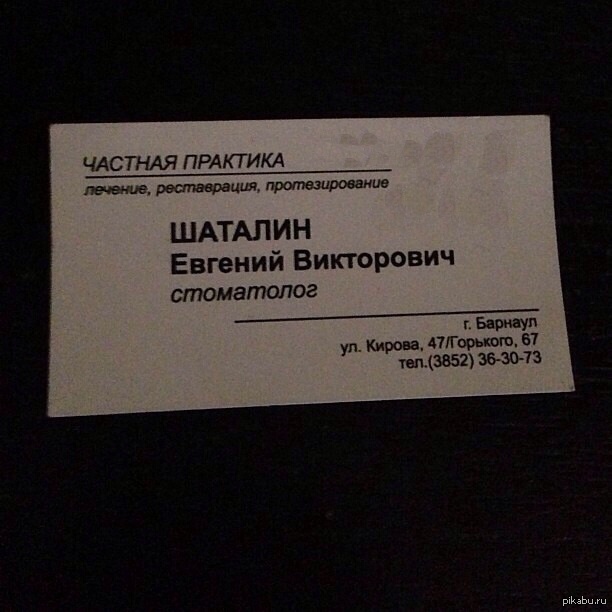 ЧАСТНАЯ ПРАКТИКА
лечение, реставрация, протезирование
ШАТАЛИН
Евгений Викторович
стоматолог
г. Барнаул
ул. Кирова, 47/Горького, 67
тел.(3852) 36-30-73
pikabu.ru